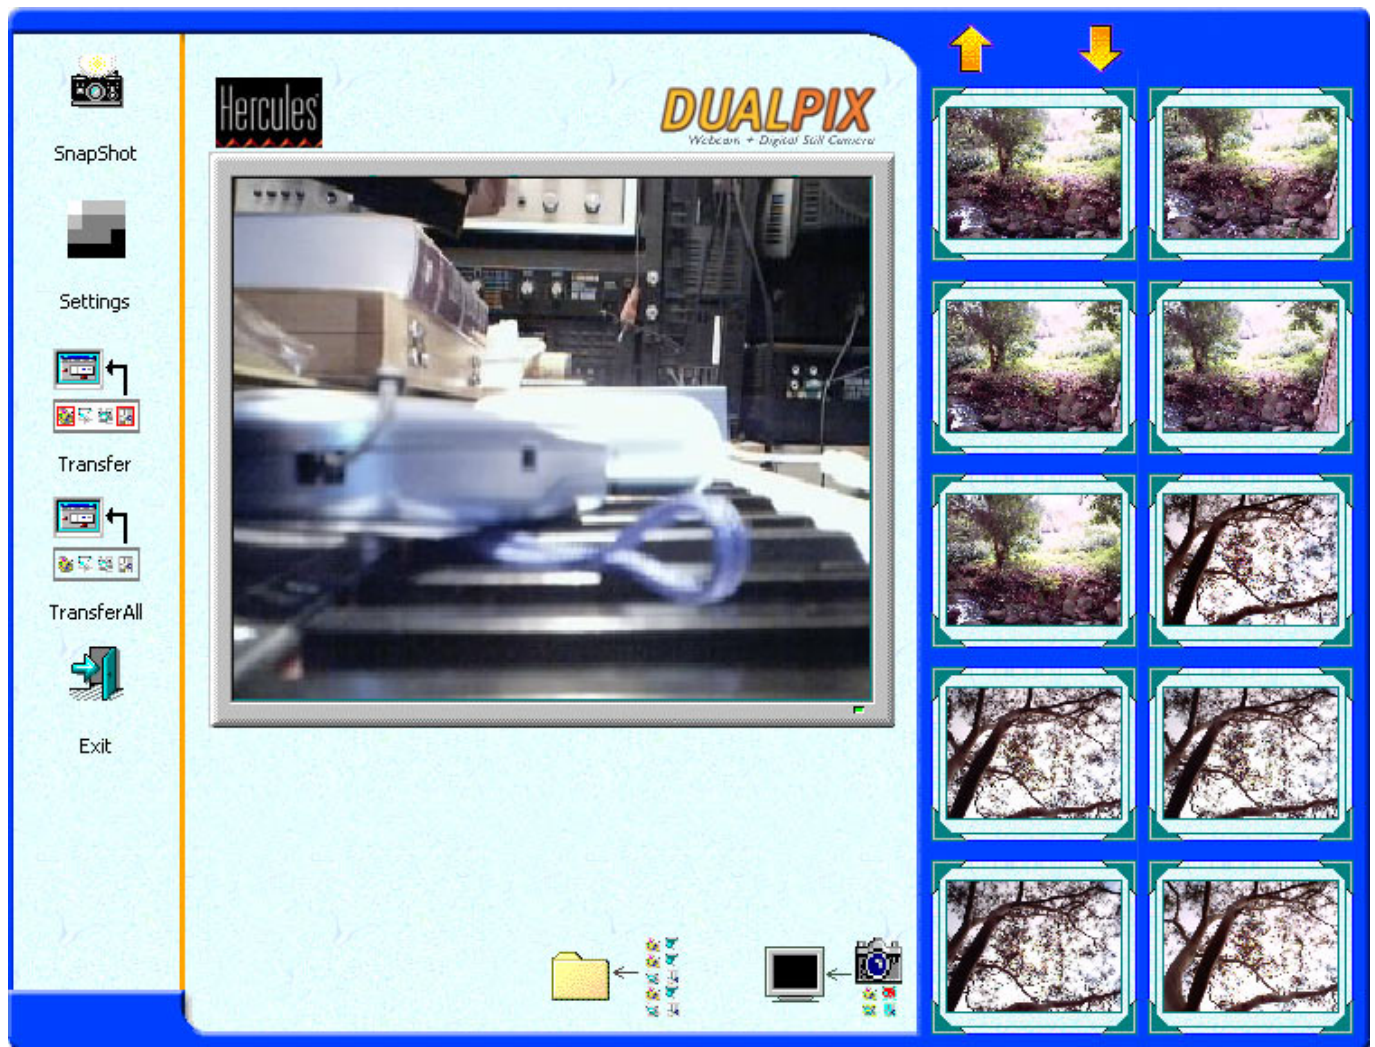 SnapShot
Settings
Transfer
TransferAll
Exit
Hercules
DUALPIX
Webcam + Digital Still Camera